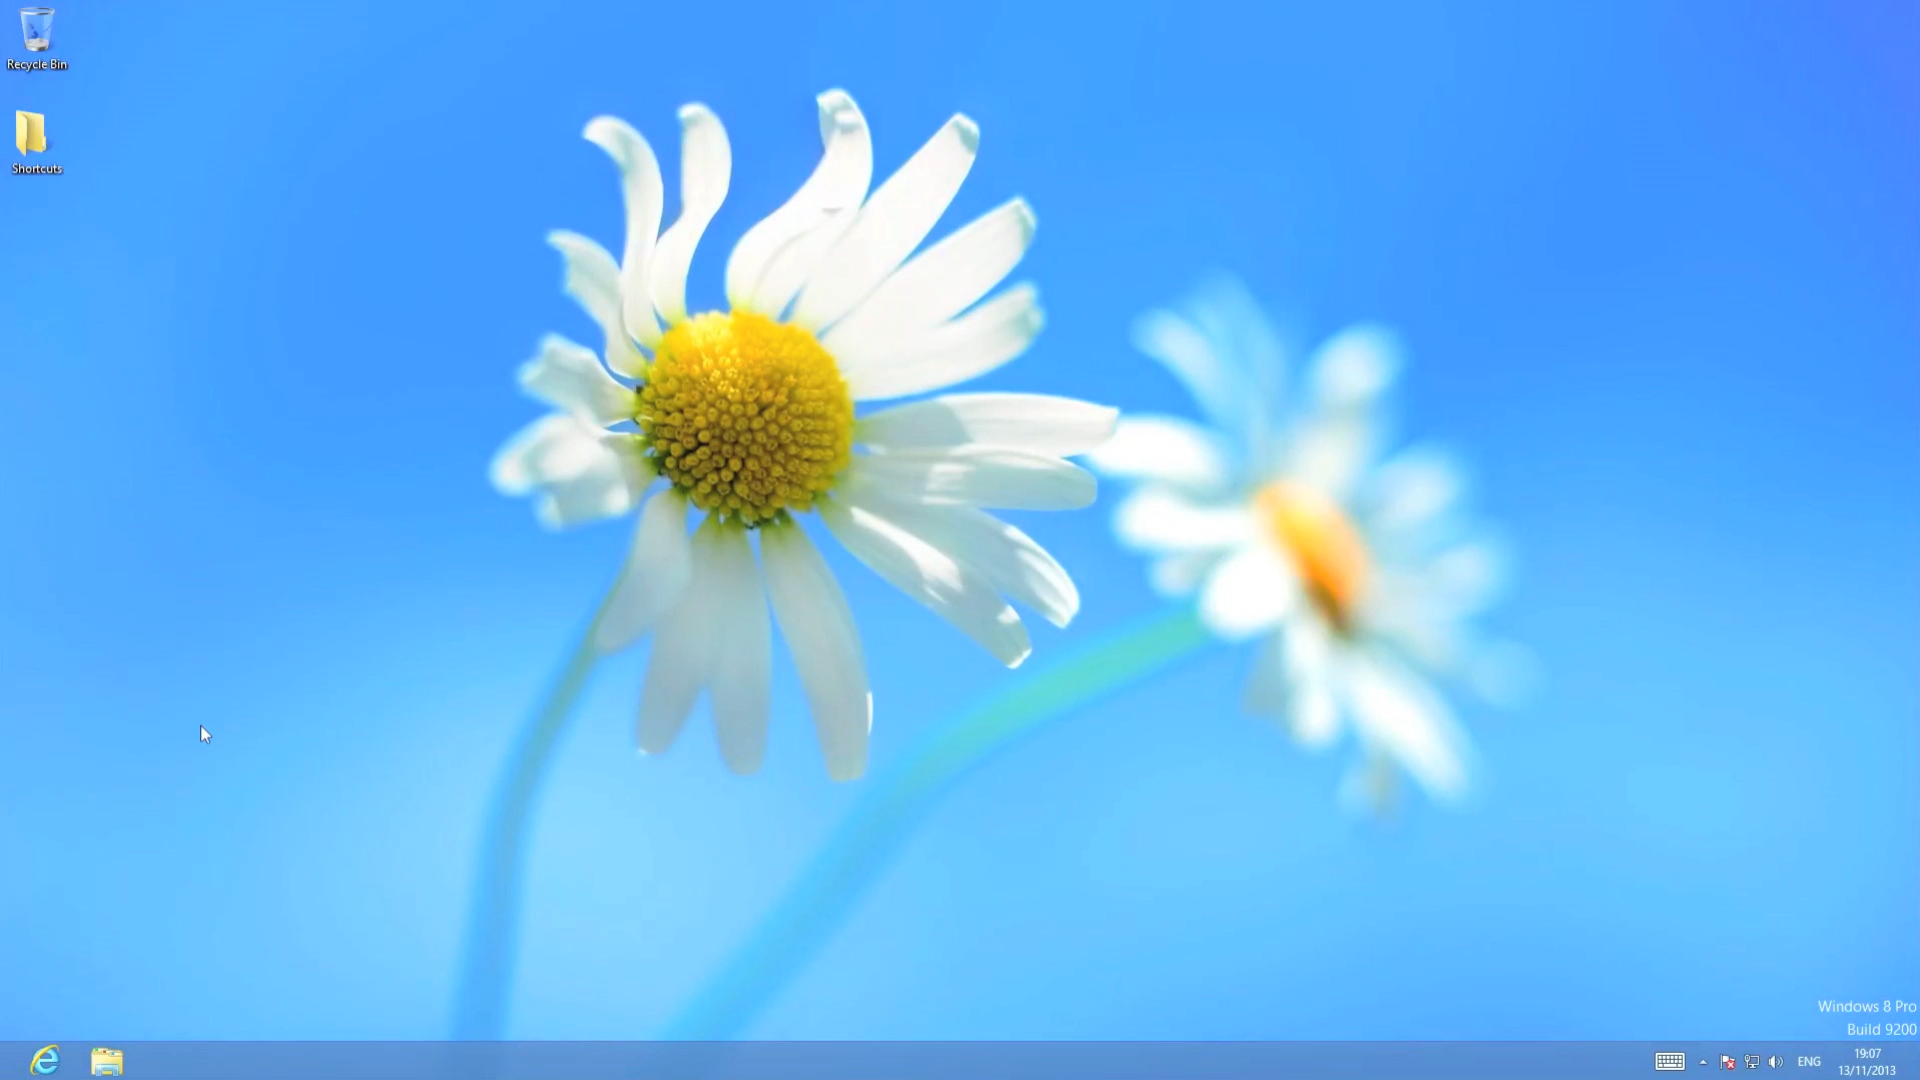 Recycle Bin
Shortcuts
Windows 8 Pro
Build 9200
ENG
19:07
13/11/2013